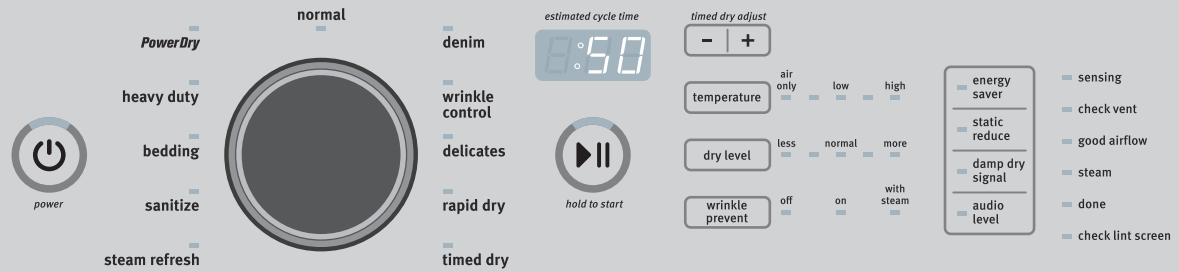 normal
PowerDry
heavy duty
bedding
sanitize
steam refresh
denim
wrinkle
control
delicates
rapid dry
timed dry
power
estimated cycle time
:50
hold to start
timed dry adjust
− +
temperature
air
only
low
high
dry level
less
normal
more
wrinkle
prevent
off
on
with
steam
energy
saver
static
reduce
damp dry
signal
audio
level
sensing
check vent
good airflow
steam
done
check lint screen